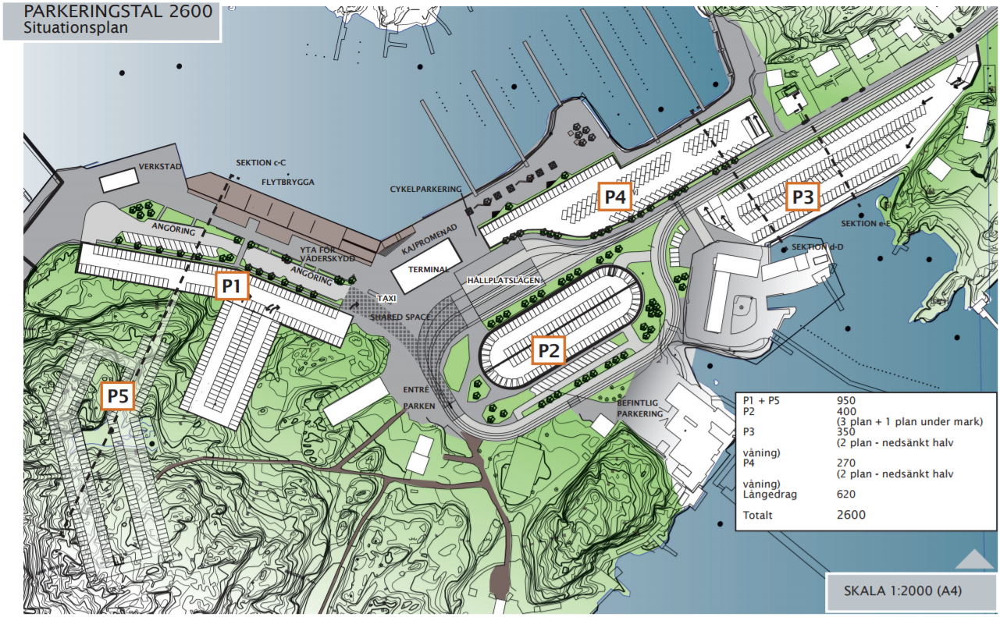 PARKERINGSTAL 2600
Situationsplan
VERKSTAD
SEKTION c-C
FLYTBRYGGA
CYKELPARKERING
P4
P3
ANGÖRING
KAJPROMENAD
SEKTION e-E
SEKTION d-D
YTA FÖR
VÄDERSKYDD
TERMINAL
ANGÖRING
P1
HÅLLPLATSLÄGEN
TAXI
SHARED SPACE
P2
P5
ENTRÉ
PARKEN
BEFINTLIG
PARKERING
P1 + P5 950
P2 400
(3 plan + 1 plan under mark)
P3 350
(2 plan - nedsänkt halv
våning)
P4 270
(2 plan - nedsänkt halv
våning)
Långedrag 620
Totalt 2600
SKALA 1:2000 (A4)